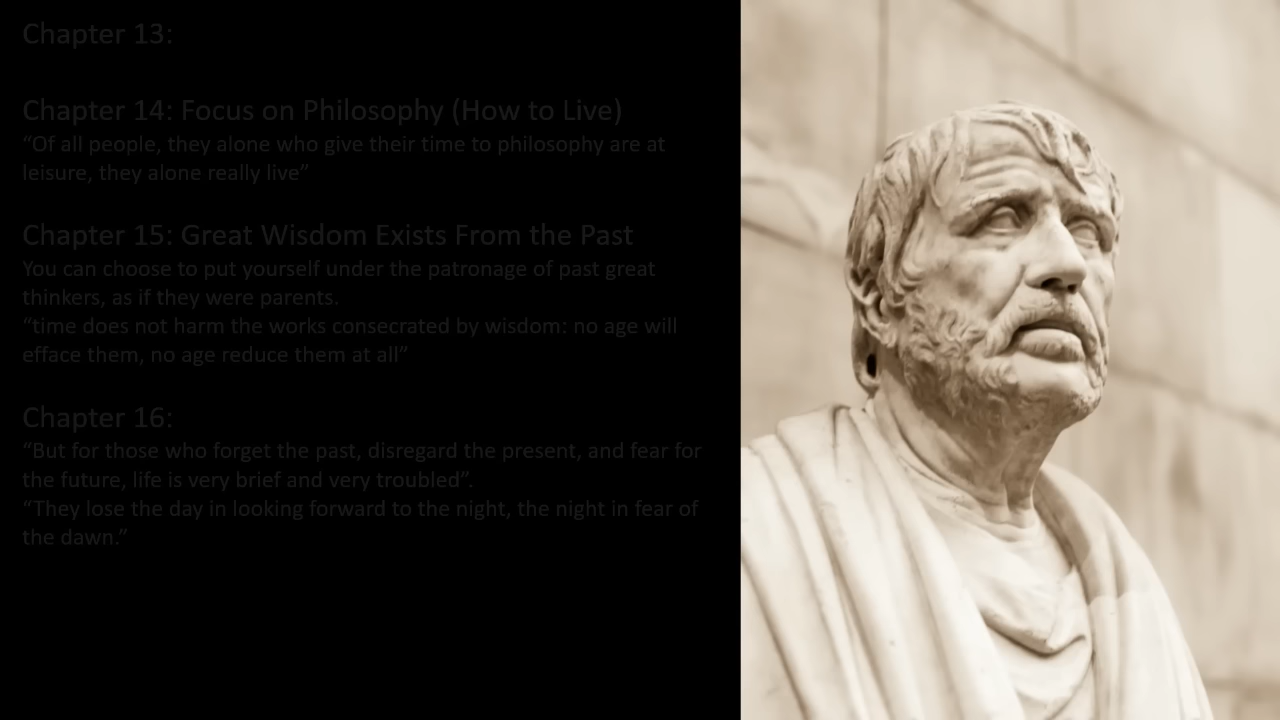 Chapter 13:
Chapter 14: Focus on Philosophy (How to Live)
“Of all people, they alone who give their time to philosophy are at
leisure, they alone really live”
Chapter 15: Great Wisdom Exists From the Past
You can choose to put yourself under the patronage of past great
thinkers, as if they were parents.
“time does not harm the works consecrated by wisdom: no age will
efface them, no age reduce them at all”
Chapter 16:
“But for those who forget the past, disregard the present, and fear for
the future, life is very brief and very troubled”.
“They lose the day in looking forward to the night, the night in fear of
the dawn.”